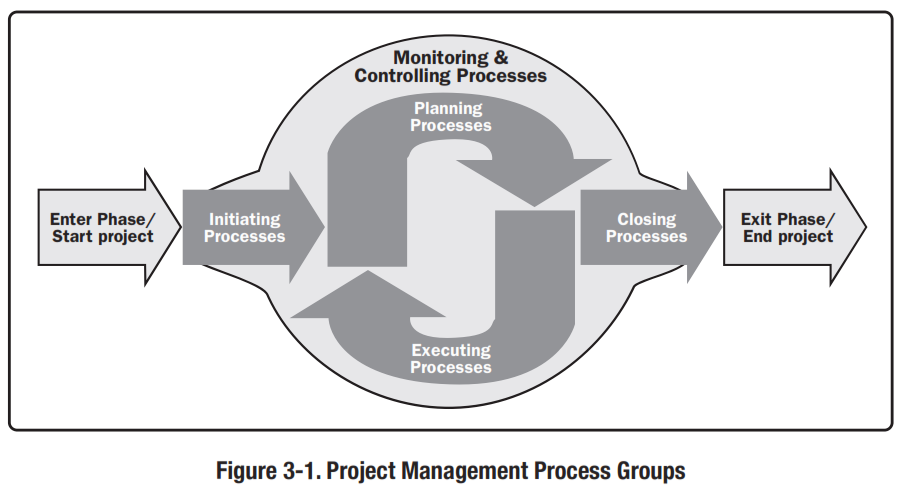 Monitoring &
Controlling Processes
Planning
Processes
Enter Phase/
Start project
Initiating
Processes
Closing
Processes
Exit Phase/
End project
Executing
Processes
Figure 3-1. Project Management Process Groups